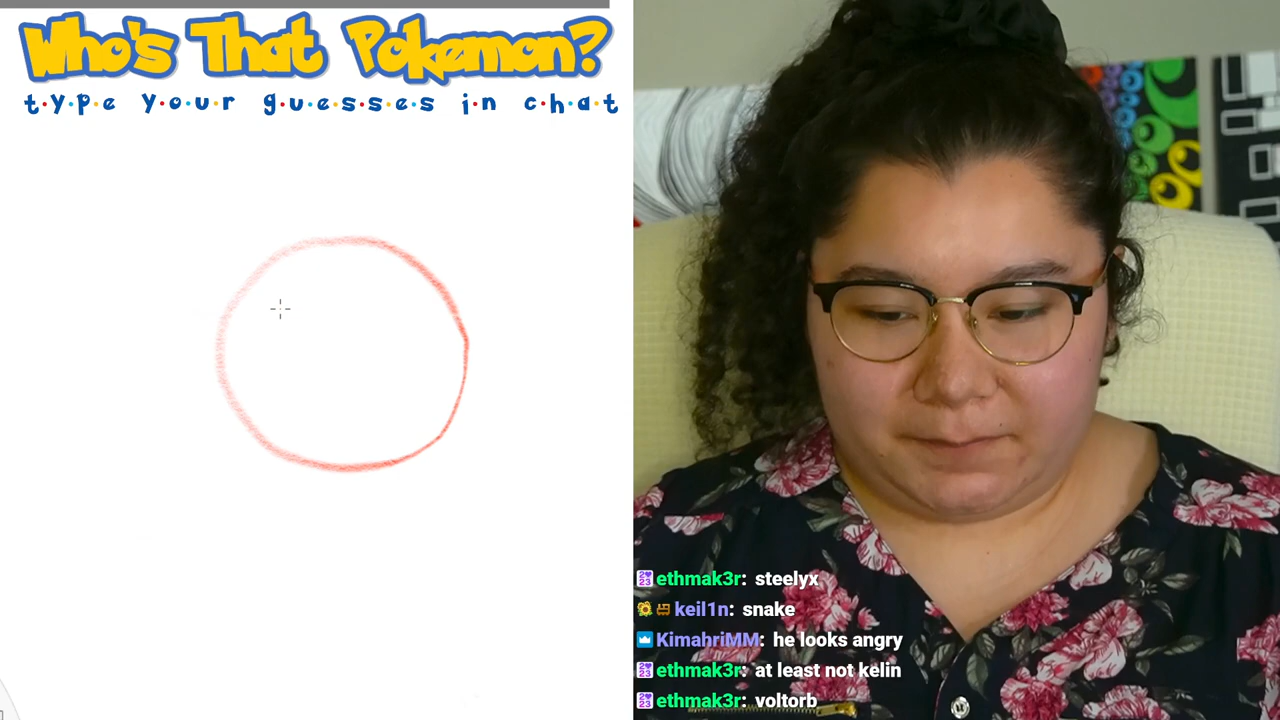 Who's That Pokemon?
type your guesses in chat
ethmak3r: steelyx
keil1n: snake
KimahriMM: he looks angry
ethmak3r: at least not kelin
ethmak3r: voltorb